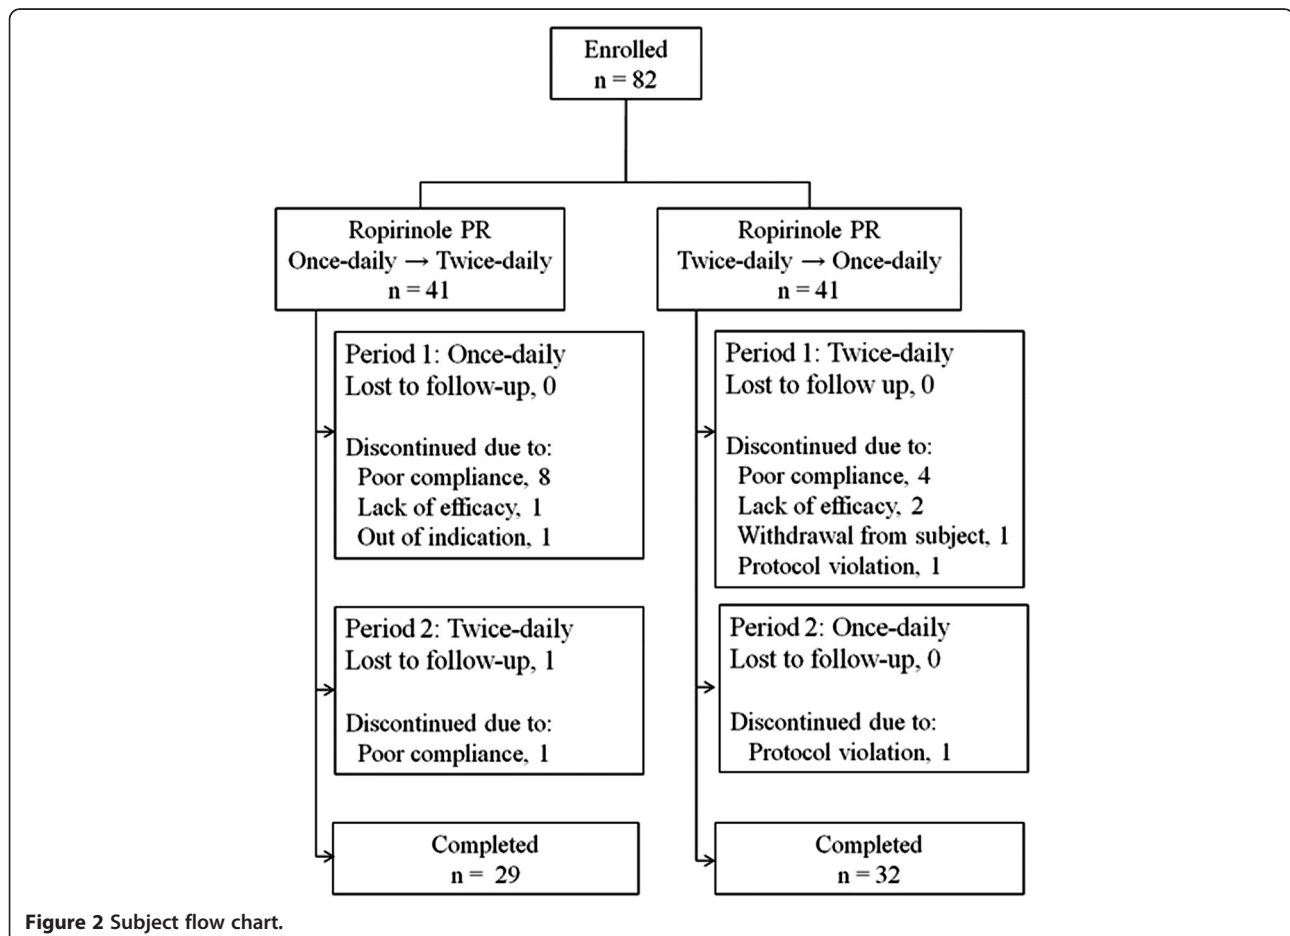 Enrolled
n = 82
Ropirinole PR
Once-daily → Twice-daily
n = 41
Ropirinole PR
Twice-daily → Once-daily
n = 41
Period 1: Once-daily
Lost to follow-up, 0
Discontinued due to:
Poor compliance, 8
Lack of efficacy, 1
Out of indication, 1
Period 1: Twice-daily
Lost to follow up, 0
Discontinued due to:
Poor compliance, 4
Lack of efficacy, 2
Withdrawal from subject, 1
Protocol violation, 1
Period 2: Twice-daily
Lost to follow-up, 1
Discontinued due to:
Poor compliance, 1
Period 2: Once-daily
Lost to follow-up, 0
Discontinued due to:
Protocol violation, 1
Completed
n = 29
Completed
n = 32
Figure 2 Subject flow chart.